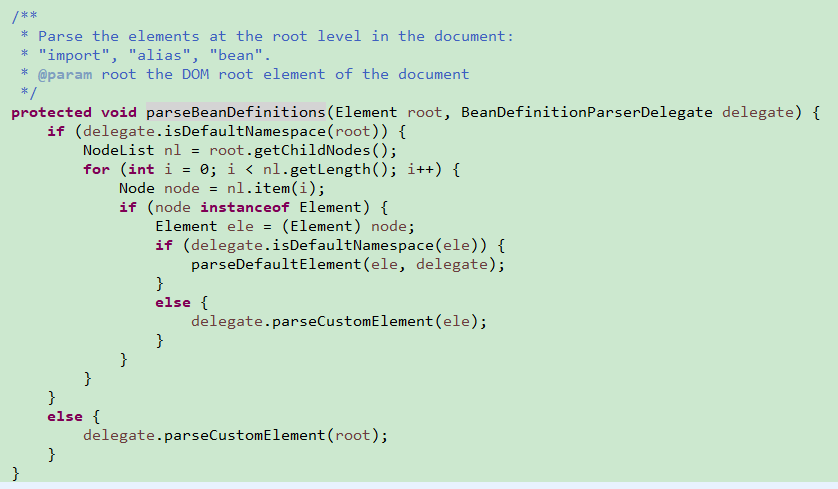 /**
 * Parse the elements at the root level in the document:
 * "import", "alias", "bean".
 * @param root the DOM root element of the document
 */
protected void parseBeanDefinitions(Element root, BeanDefinitionParserDelegate delegate) {
    if (delegate.isDefaultNamespace(root)) {
        NodeList nl = root.getChildNodes();
        for (int i = 0; i < nl.getLength(); i++) {
            Node node = nl.item(i);
            if (node instanceof Element) {
                Element ele = (Element) node;
                if (delegate.isDefaultNamespace(ele)) {
                    parseDefaultElement(ele, delegate);
                }
                else {
                    delegate.parseCustomElement(ele);
                }
            }
        }
    }
    else {
        delegate.parseCustomElement(root);
    }
}